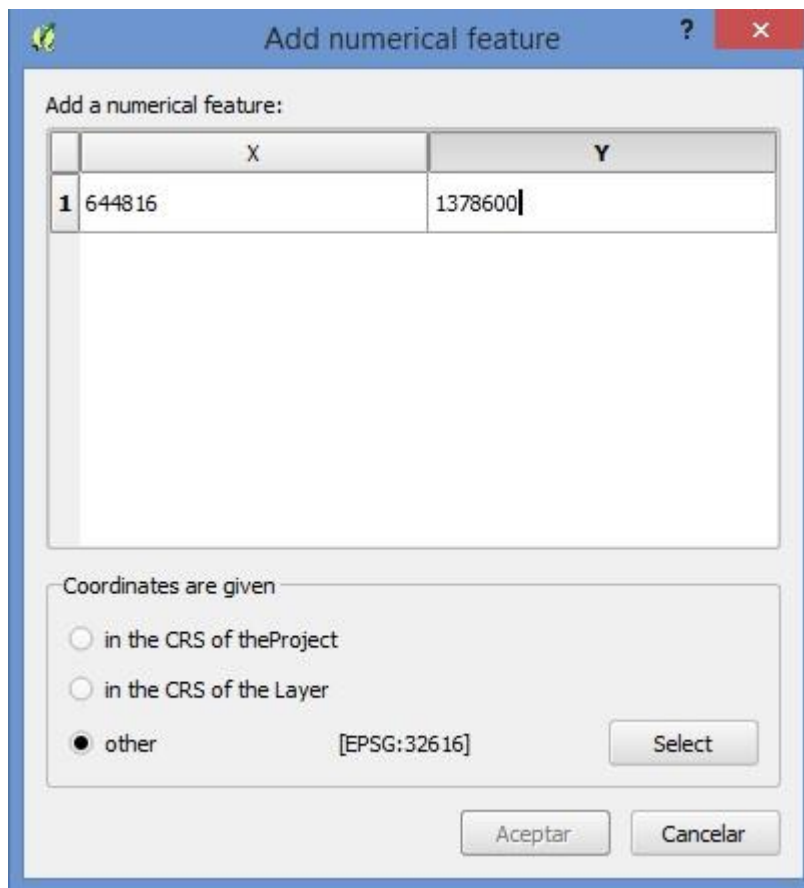 Add numerical feature ? ×
Add a numerical feature:
X Y
1 644816 1378600
Coordinates are given
in the CRS of theProject
in the CRS of the Layer
other [EPSG:32616] Select
Aceptar Cancelar